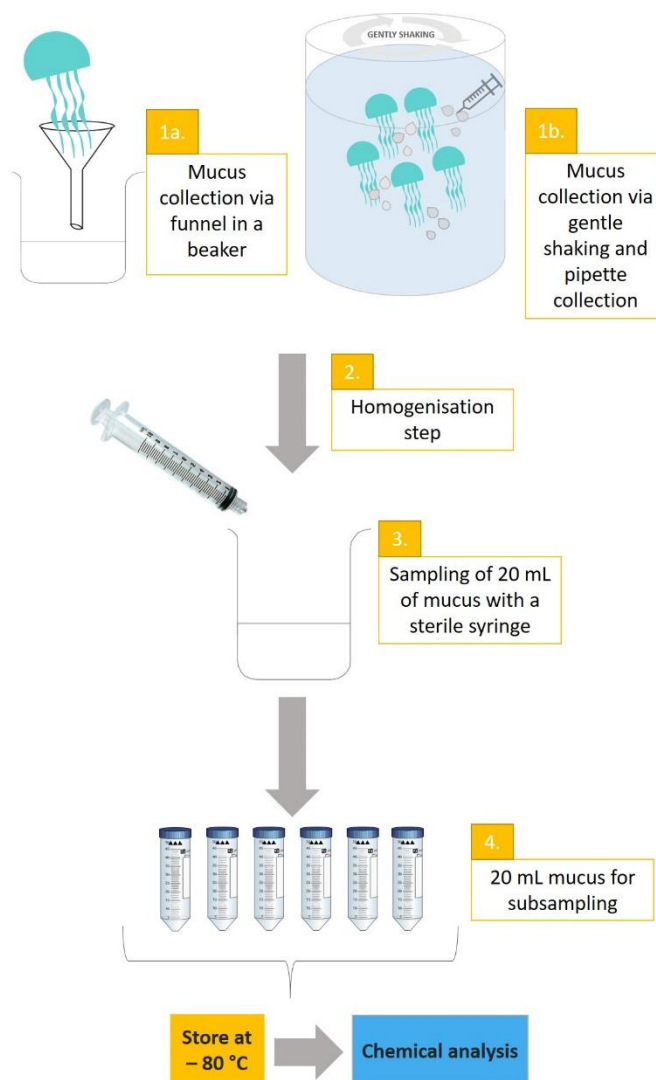 GENTLY SHAKING
1a.
Mucus
collection via
funnel in a
beaker
1b.
Mucus
collection via
gentle
shaking and
pipette
collection
2.
Homogenisation
step
3.
Sampling of 20 mL
of mucus with a
sterile syringe
4.
20 mL mucus for
subsampling
Store at
– 80 °C
Chemical analysis